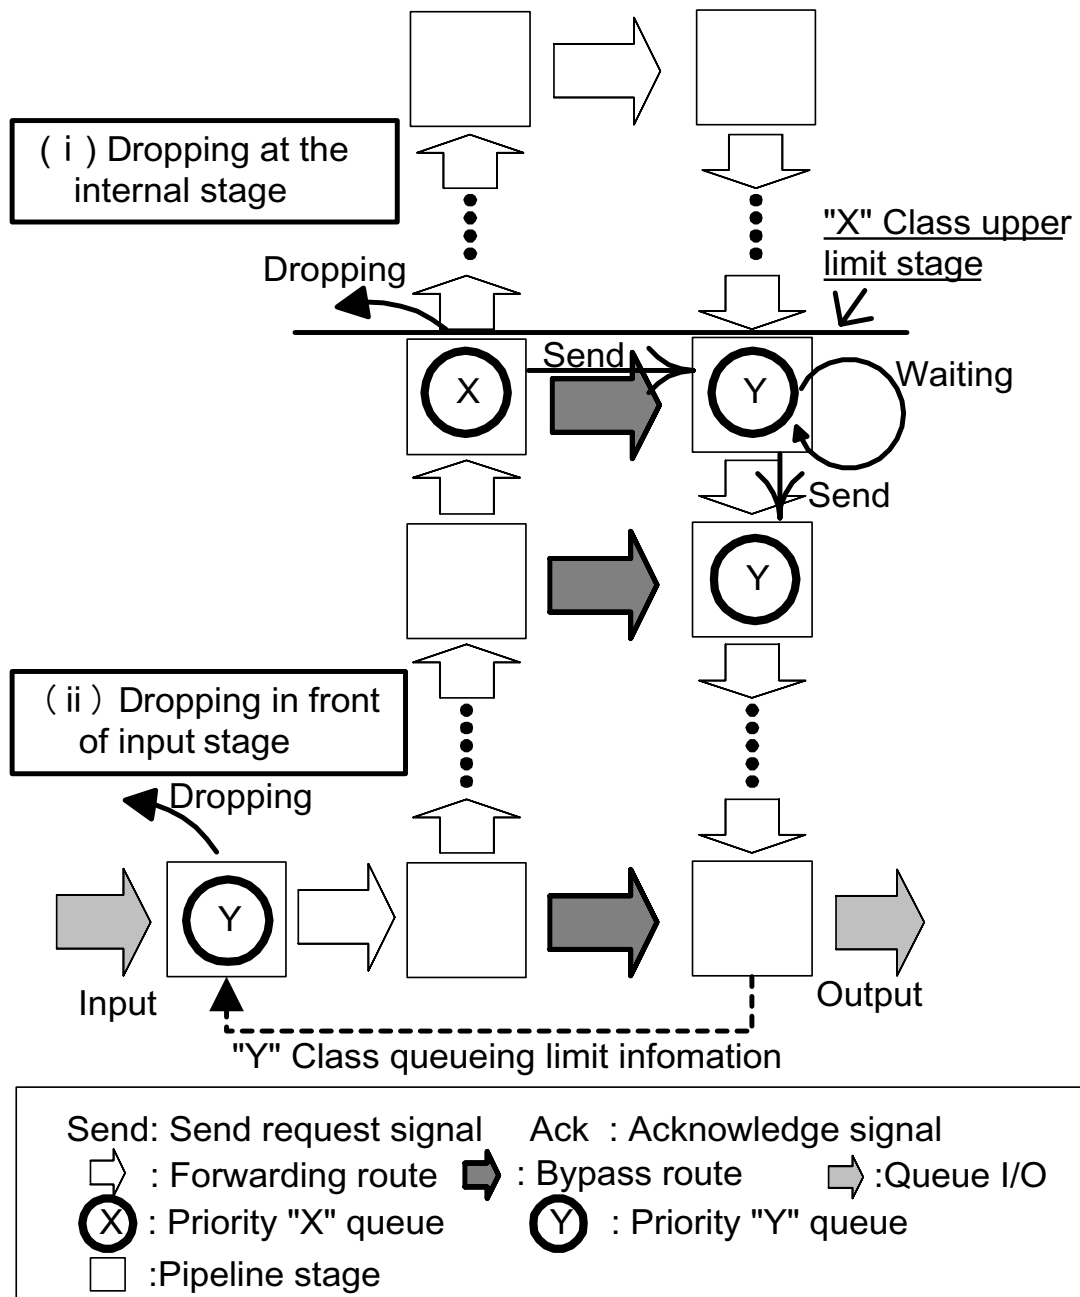 ( i ) Dropping at the
internal stage
"X" Class upper
limit stage
Dropping
Send
X
Y
Waiting
Send
Y
( ii ) Dropping in front
of input stage
Dropping
Y
Input
Output
"Y" Class queueing limit infomation
Send: Send request signal Ack : Acknowledge signal
: Forwarding route : Bypass route :Queue I/O
X : Priority "X" queue Y : Priority "Y" queue
:Pipeline stage